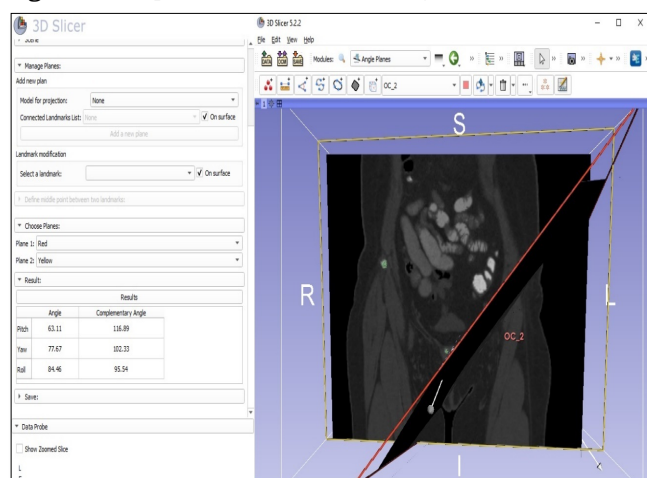 3D Slicer
Scene
Manage Planes:
Add new plan
Model for projection: None
Connected Landmarks List: None On surface
Add a new plane
Landmark modification
Select a landmark: On surface
Define middle point between two landmarks:
Choose Planes:
Plane 1: Red
Plane 2: Yellow
Result:
Results
Angle Complementary Angle
Pitch 63.11 116.89
Yaw 77.67 102.33
Roll 84.46 95.54
Save:
Data Probe
Show Zoomed Slice
L
3D Slicer 5.2.2
File Edit View Help
DATA DCM SAVE Modules: Angle Planes
OC_2
1
S
R
L
OC_2
I